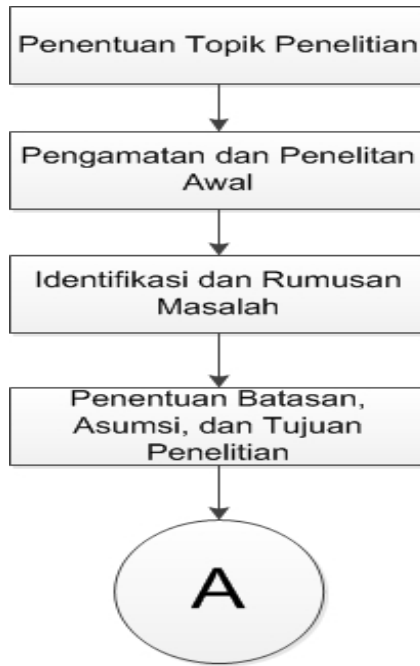 Penentuan Topik Penelitian
Pengamatan dan Penelitan
Awal
Identifikasi dan Rumusan
Masalah
Penentuan Batasan,
Asumsi, dan Tujuan
Penelitian
A